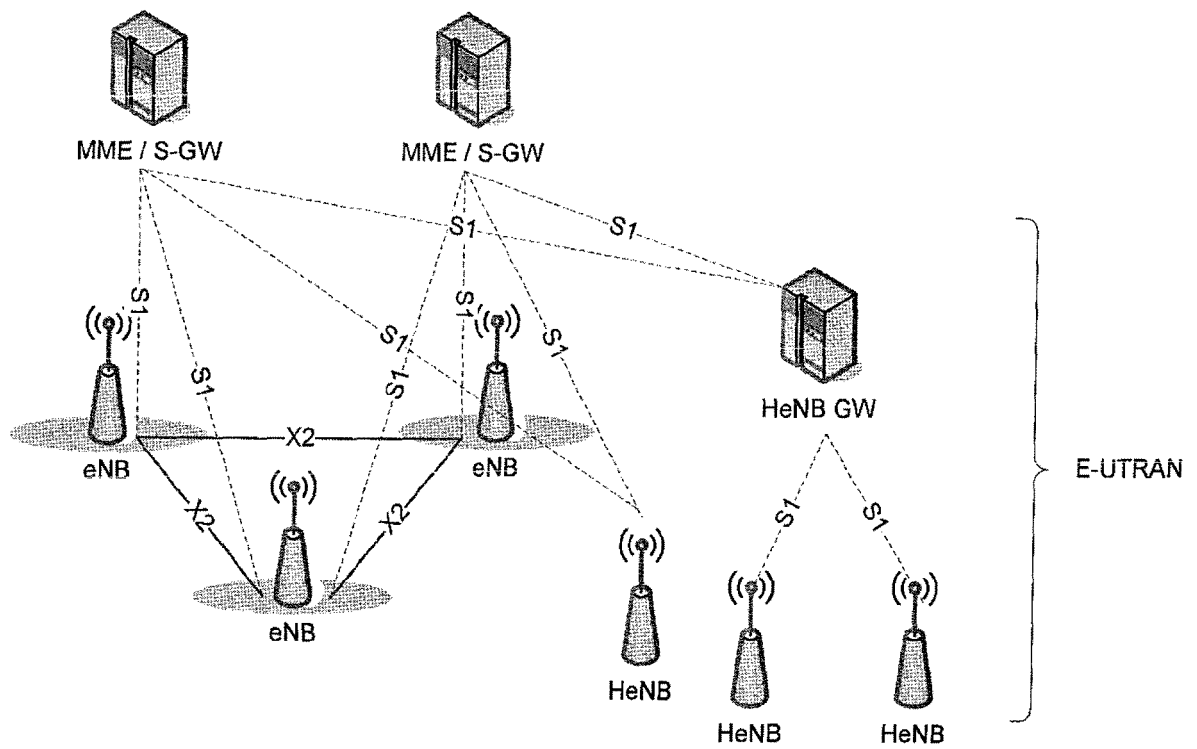 MME / S-GW
MME / S-GW
S1
S1
S1
S1
S1
S1
S1
S1
HeNB GW
X2
eNB
eNB
E-UTRAN
X2
X2
S1
S1
eNB
HeNB
HeNB
HeNB